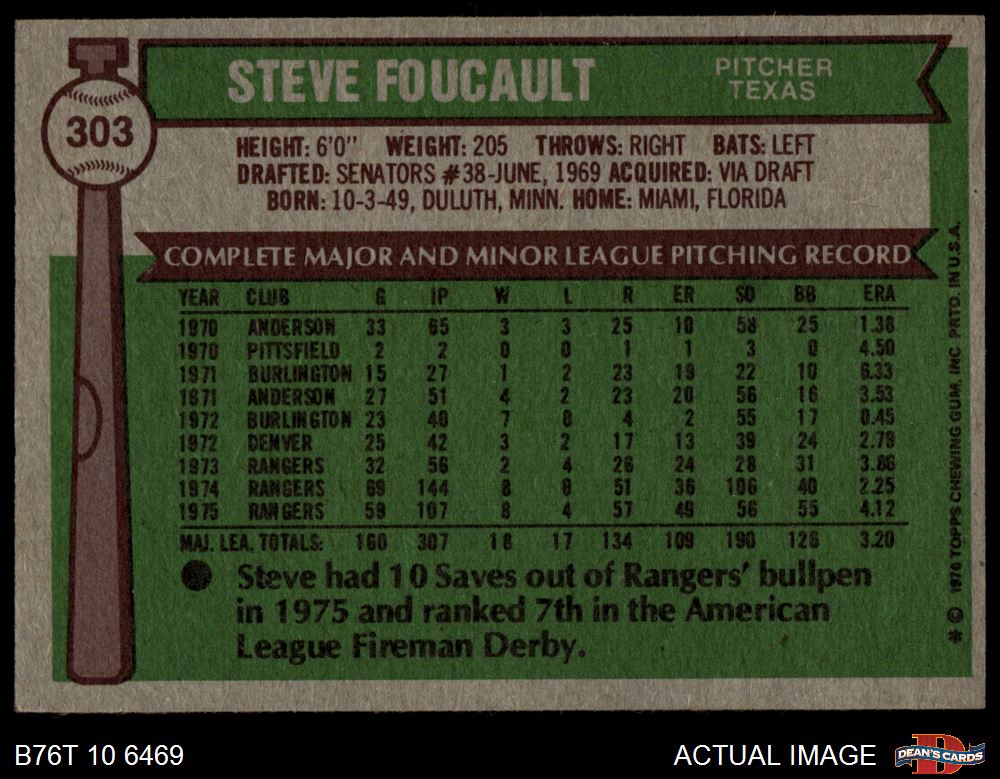 STEVE FOUCAULT
PITCHER
TEXAS
303
HEIGHT: 6'0" WEIGHT: 205 THROWS: RIGHT BATS: LEFT
DRAFTED: SENATORS #38-JUNE, 1969 ACQUIRED: VIA DRAFT
BORN: 10-3-49, DULUTH, MINN. HOME: MIAMI, FLORIDA
COMPLETE MAJOR AND MINOR LEAGUE PITCHING RECORD
YEAR CLUB G IP W L R ER SO BB ERA
1970 ANDERSON 33 65 3 3 25 10 58 25 1.38
1970 PITTSFIELD 2 2 0 0 1 1 3 0 4.50
1971 BURLINGTON 15 27 1 2 23 19 22 10 6.33
1971 ANDERSON 27 51 4 2 23 20 56 16 3.53
1972 BURLINGTON 23 40 7 0 4 2 55 17 0.45
1972 DENVER 25 42 3 2 17 13 39 24 2.79
1973 RANGERS 32 56 2 4 26 24 28 31 3.86
1974 RANGERS 69 144 8 9 51 36 106 40 2.25
1975 RANGERS 59 107 8 4 57 49 56 55 4.12
MAJ. LEA. TOTALS: 160 307 18 17 134 109 190 126 3.20
● Steve had 10 Saves out of Rangers' bullpen
in 1975 and ranked 7th in the American
League Fireman Derby.
* © 1976 TOPPS CHEWING GUM, INC PRTD. IN U.S.A.
B76T 10 6469
ACTUAL IMAGE
DEAN'S CARDS